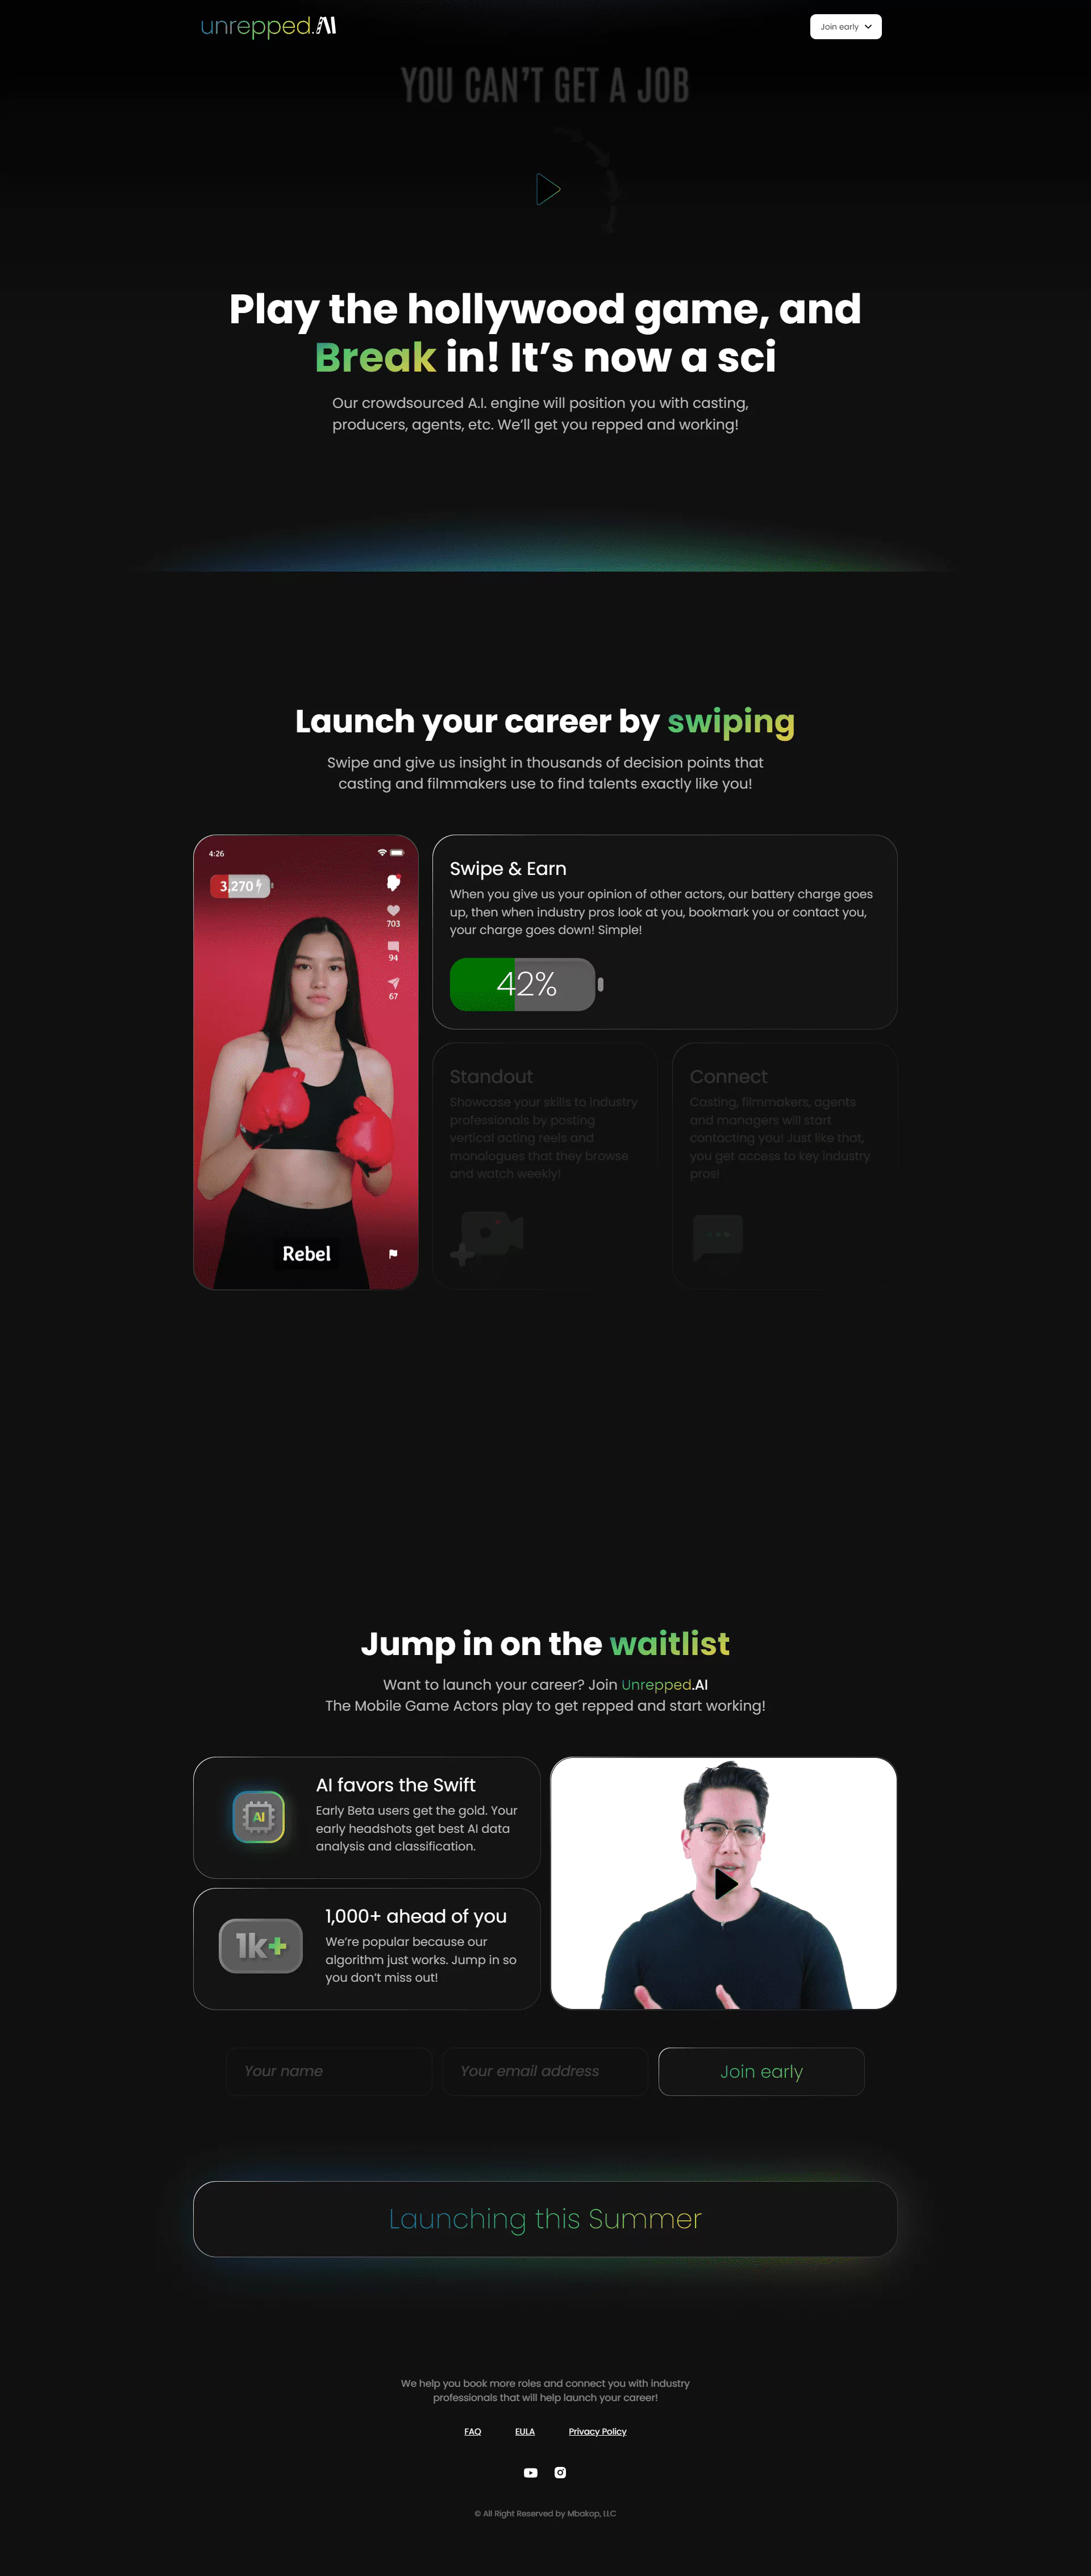 unrepped.AI
Join early
YOU CAN'T GET A JOB
Play the hollywood game, and
Break in! It's now a sci
Our crowdsourced A.I. engine will position you with casting,
producers, agents, etc. We'll get you repped and working!
Launch your career by swiping
Swipe and give us insight in thousands of decision points that
casting and filmmakers use to find talents exactly like you!
4:26
3,270
703
94
67
Rebel
Swipe & Earn
When you give us your opinion of other actors, our battery charge goes
up, then when industry pros look at you, bookmark you or contact you,
your charge goes down! Simple!
42%
Standout
Showcase your skills to industry
professionals by posting
vertical acting reels and
monologues that they browse
and watch weekly!
Connect
Casting, filmmakers, agents
and managers will start
contacting you! Just like that,
you get access to key industry
pros!
Jump in on the waitlist
Want to launch your career? Join Unrepped.AI
The Mobile Game Actors play to get repped and start working!
AI
AI favors the Swift
Early Beta users get the gold. Your
early headshots get best AI data
analysis and classification.
1k+
1,000+ ahead of you
We're popular because our
algorithm just works. Jump in so
you don't miss out!
Your name
Your email address
Join early
Launching this Summer
We help you book more roles and connect you with industry
professionals that will help launch your career!
FAQ
EULA
Privacy Policy
© All Right Reserved by Mbakop, LLC